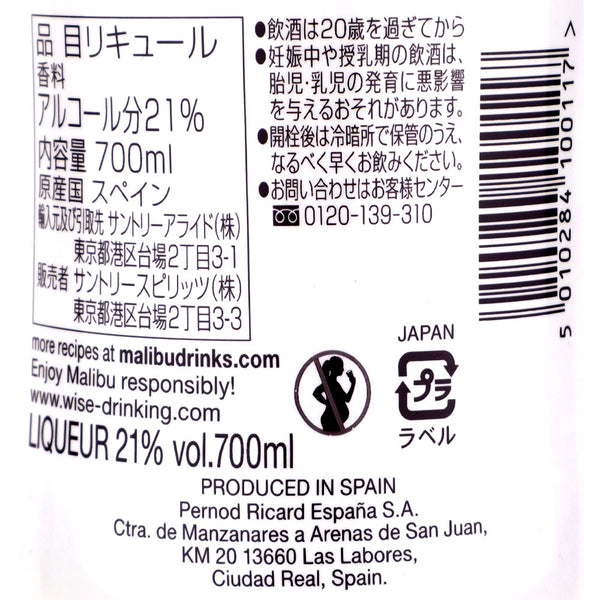 品 目リキュール
香料
アルコール分21%
内容量 700ml
原産国 スペイン
輸入元及び引取先 サントリーアライド(株)
東京都港区台場2丁目3-1
販売者 サントリースピリッツ(株)
東京都港区台場2丁目3-3
●飲酒は20歳を過ぎてから
●妊娠中や授乳期の飲酒は、
胎児・乳児の発育に悪影響
を与えるおそれがあります。
●開栓後は冷暗所で保管のうえ、
なるべく早くお飲みください。
●お問い合わせはお客様センター
0120-139-310
5 010284 100117 >
more recipes at malibudrinks.com
Enjoy Malibu responsibly!
www.wise-drinking.com
LIQUEUR 21% vol.700ml
JAPAN
プラ
ラベル
PRODUCED IN SPAIN
Pernod Ricard España S.A.
Ctra. de Manzanares a Arenas de San Juan,
KM 20 13660 Las Labores,
Ciudad Real, Spain.